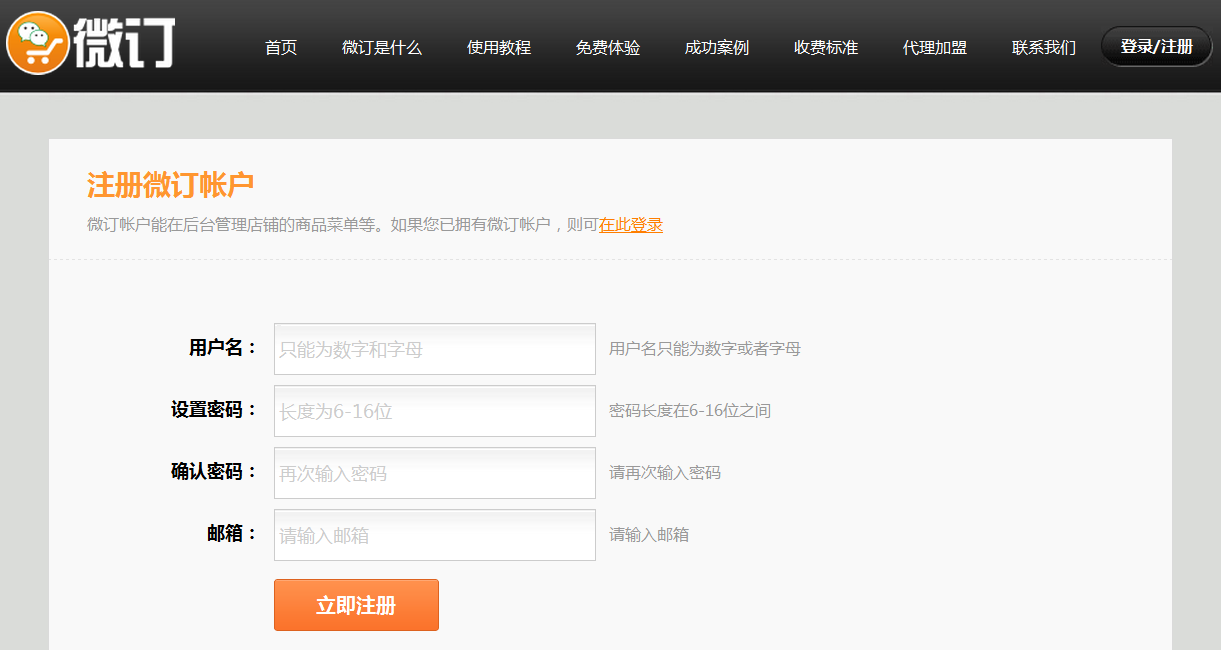 微订
首页 微订是什么 使用教程 免费体验 成功案例 收费标准 代理加盟 联系我们 登录/注册
注册微订帐户
微订帐户能在后台管理店铺的商品菜单等。如果您已拥有微订帐户，则可在此登录
用户名： 只能为数字和字母 用户名只能为数字或者字母
设置密码： 长度为6-16位 密码长度在6-16位之间
确认密码： 再次输入密码 请再次输入密码
邮箱： 请输入邮箱 请输入邮箱
立即注册